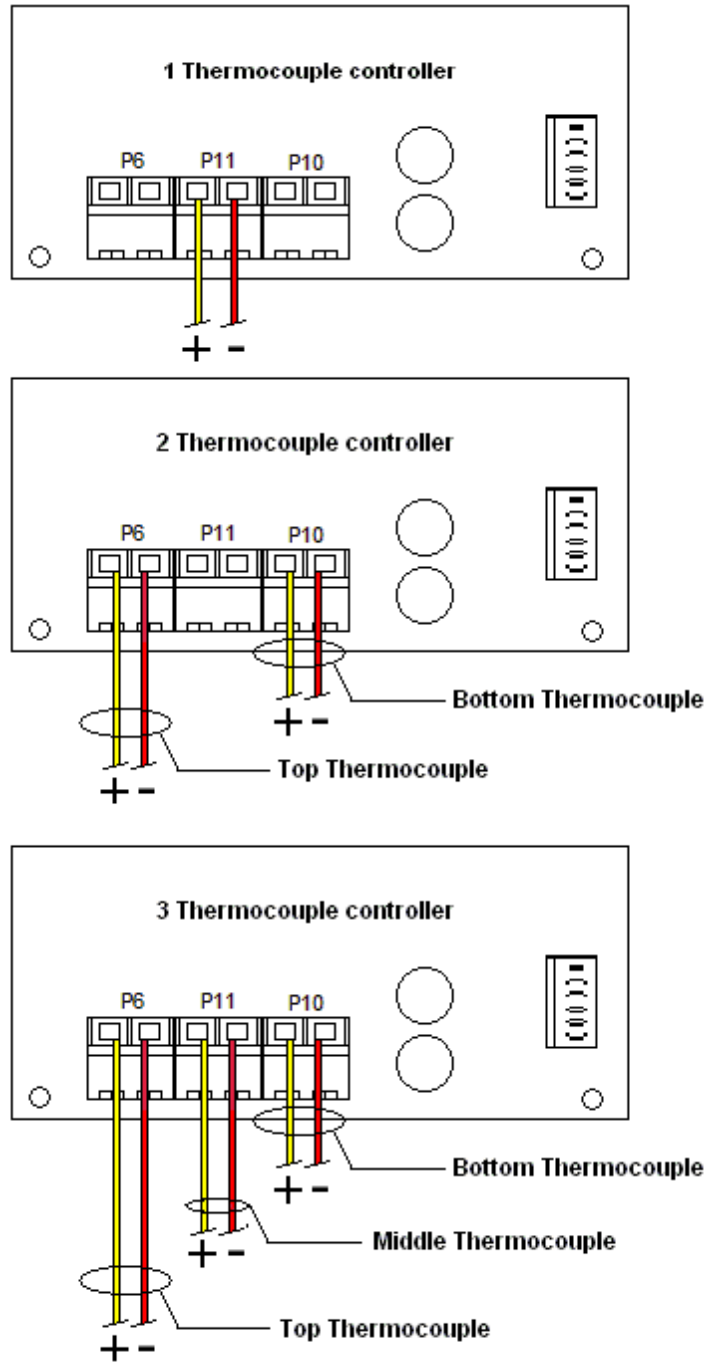 1 Thermocouple controller
P6 P11 P10
+ -
2 Thermocouple controller
P6 P11 P10
Bottom Thermocouple
+ -
Top Thermocouple
+ -
3 Thermocouple controller
P6 P11 P10
Bottom Thermocouple
+ -
Middle Thermocouple
+ -
Top Thermocouple
+ -